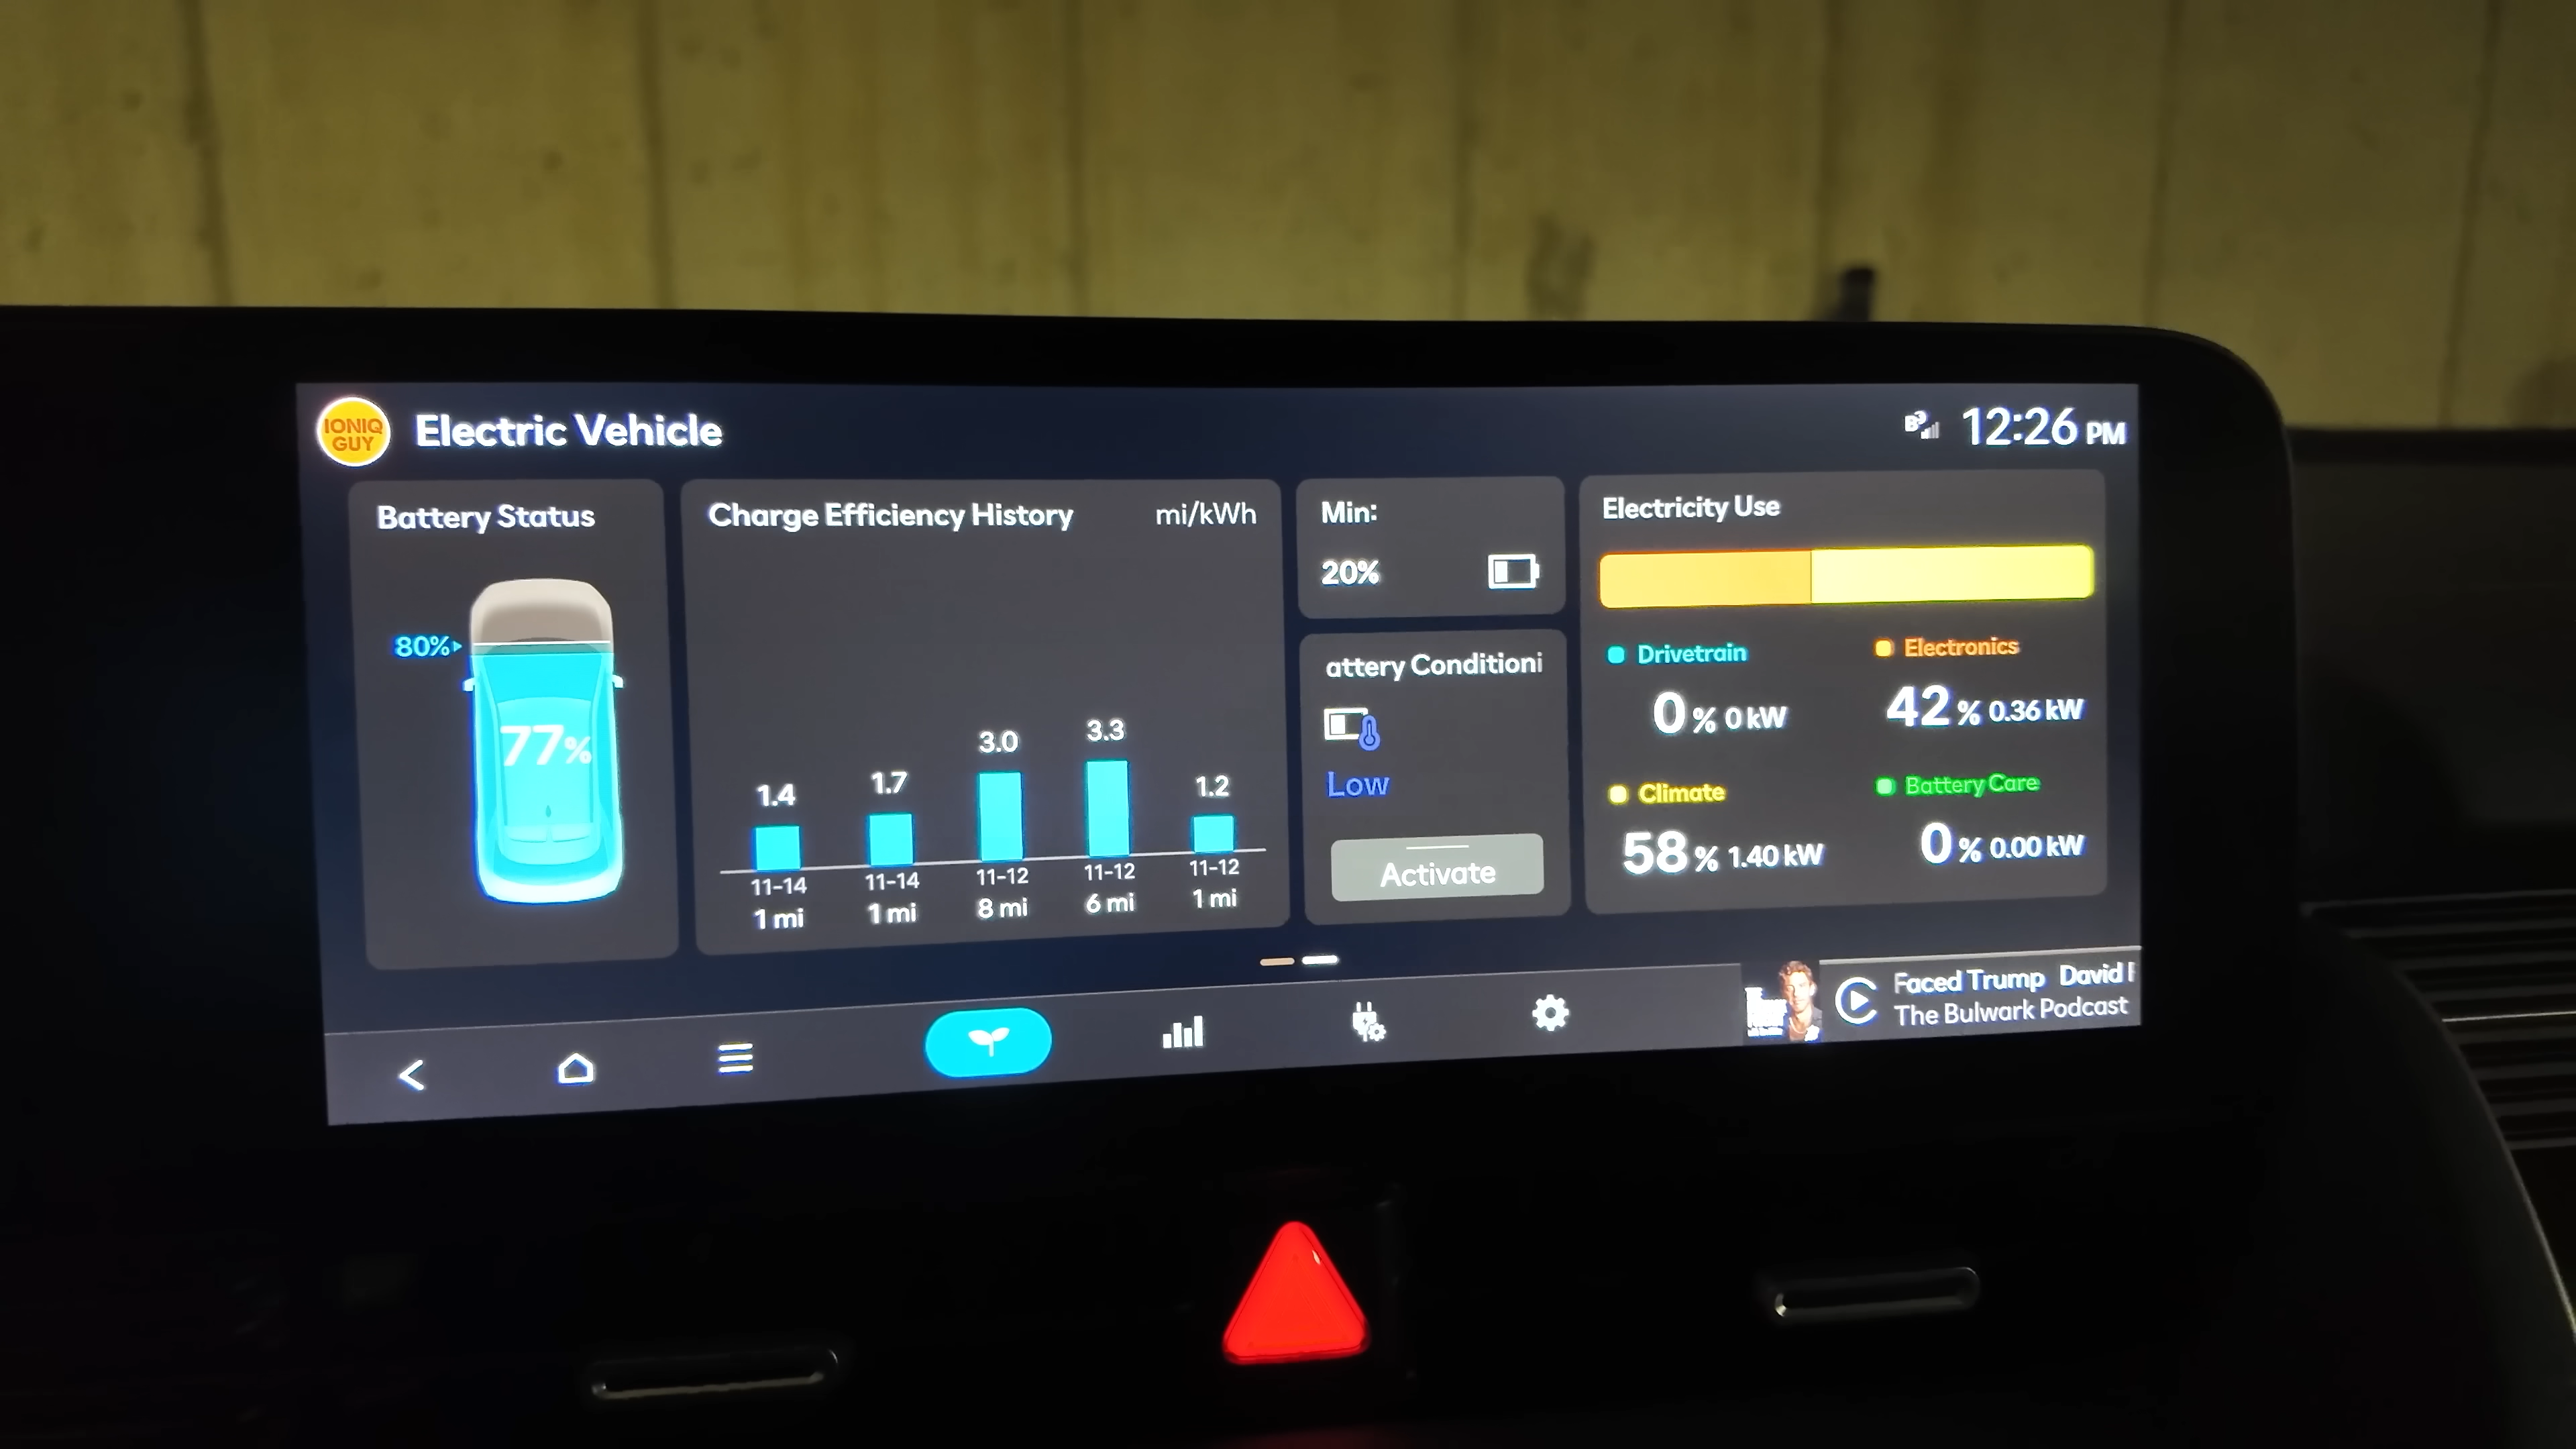 IONIQ
GUY
Electric Vehicle
12:26 PM
Battery Status
80%
77%
Charge Efficiency History mi/kWh
1.4 1.7 3.0 3.3 1.2
11-14 11-14 11-12 11-12 11-12
1 mi 1 mi 8 mi 6 mi 1 mi
Min:
20%
attery Conditioni
Low
Activate
Electricity Use
Drivetrain
0% 0 kW
Electronics
42% 0.36 kW
Climate
58% 1.40 kW
Battery Care
0% 0.00 kW
Faced Trump David
The Bulwark Podcast